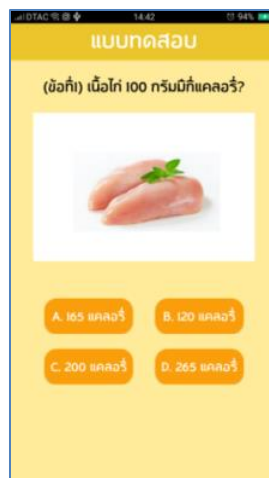 DTAC 14:42 94%
แบบทดสอบ
(ข้อที่1) เนื้อไก่ 100 กรัมมีกี่แคลอรี่?
A. 165 แคลอรี่ B. 120 แคลอรี่
C. 200 แคลอรี่ D. 265 แคลอรี่